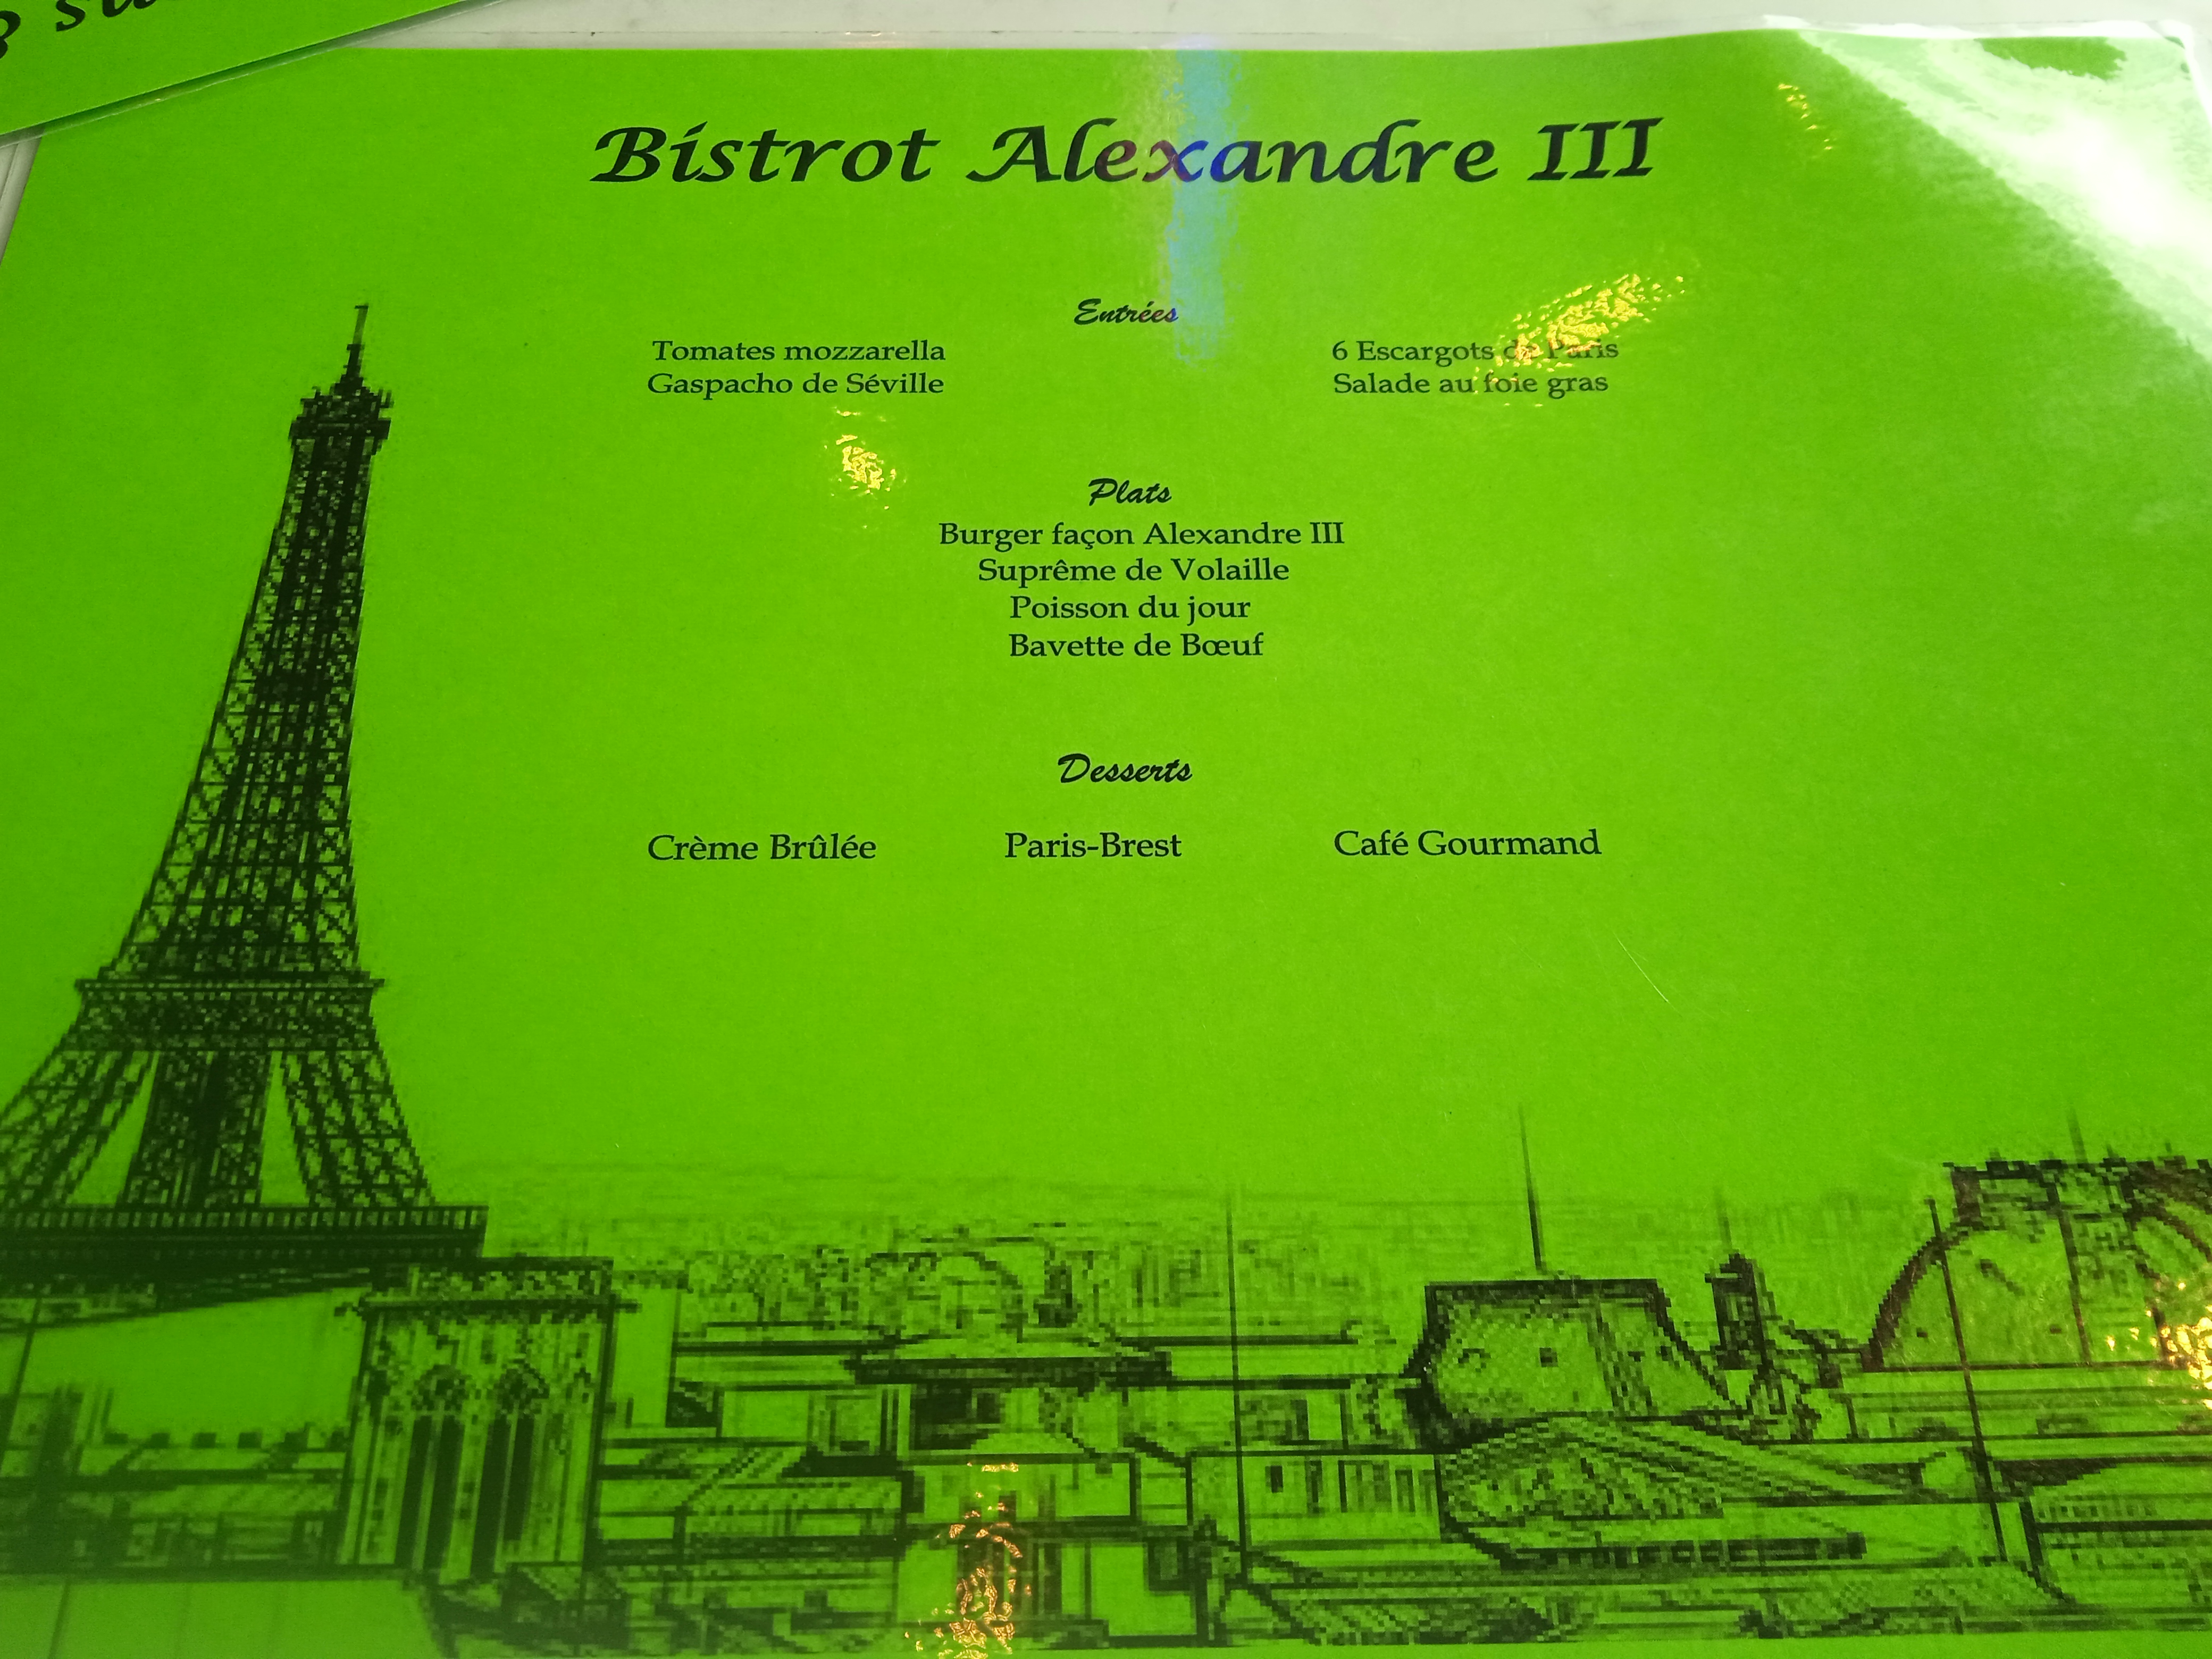 Bistrot Alexandre III
Entrées
Tomates mozzarella
Gaspacho de Séville
6 Escargots de Paris
Salade au foie gras
Plats
Burger façon Alexandre III
Suprême de Volaille
Poisson du jour
Bavette de Bœuf
Desserts
Crème Brûlée Paris-Brest Café Gourmand